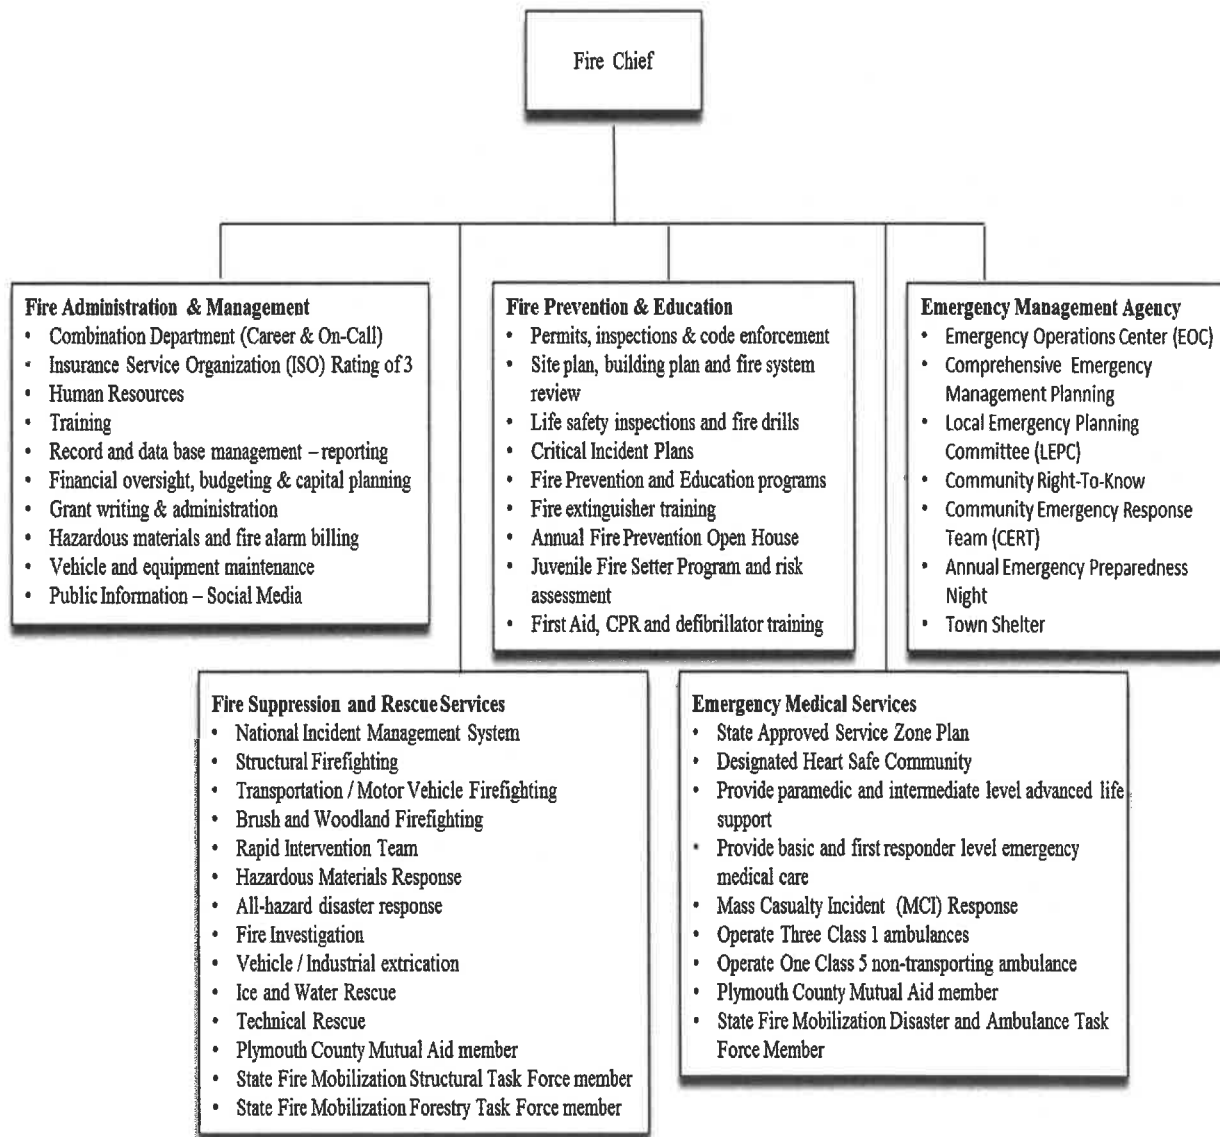 Fire Chief
Fire Administration & Management
• Combination Department (Career & On-Call)
• Insurance Service Organization (ISO) Rating of 3
• Human Resources
• Training
• Record and data base management – reporting
• Financial oversight, budgeting & capital planning
• Grant writing & administration
• Hazardous materials and fire alarm billing
• Vehicle and equipment maintenance
• Public Information – Social Media
Fire Prevention & Education
• Permits, inspections & code enforcement
• Site plan, building plan and fire system
review
• Life safety inspections and fire drills
• Critical Incident Plans
• Fire Prevention and Education programs
• Fire extinguisher training
• Annual Fire Prevention Open House
• Juvenile Fire Setter Program and risk
assessment
• First Aid, CPR and defibrillator training
Emergency Management Agency
• Emergency Operations Center (EOC)
• Comprehensive Emergency
Management Planning
• Local Emergency Planning
Committee (LEPC)
• Community Right-To-Know
• Community Emergency Response
Team (CERT)
• Annual Emergency Preparedness
Night
• Town Shelter
Fire Suppression and Rescue Services
• National Incident Management System
• Structural Firefighting
• Transportation / Motor Vehicle Firefighting
• Brush and Woodland Firefighting
• Rapid Intervention Team
• Hazardous Materials Response
• All-hazard disaster response
• Fire Investigation
• Vehicle / Industrial extrication
• Ice and Water Rescue
• Technical Rescue
• Plymouth County Mutual Aid member
• State Fire Mobilization Structural Task Force member
• State Fire Mobilization Forestry Task Force member
Emergency Medical Services
• State Approved Service Zone Plan
• Designated Heart Safe Community
• Provide paramedic and intermediate level advanced life
support
• Provide basic and first responder level emergency
medical care
• Mass Casualty Incident (MCI) Response
• Operate Three Class 1 ambulances
• Operate One Class 5 non-transporting ambulance
• Plymouth County Mutual Aid member
• State Fire Mobilization Disaster and Ambulance Task
Force Member